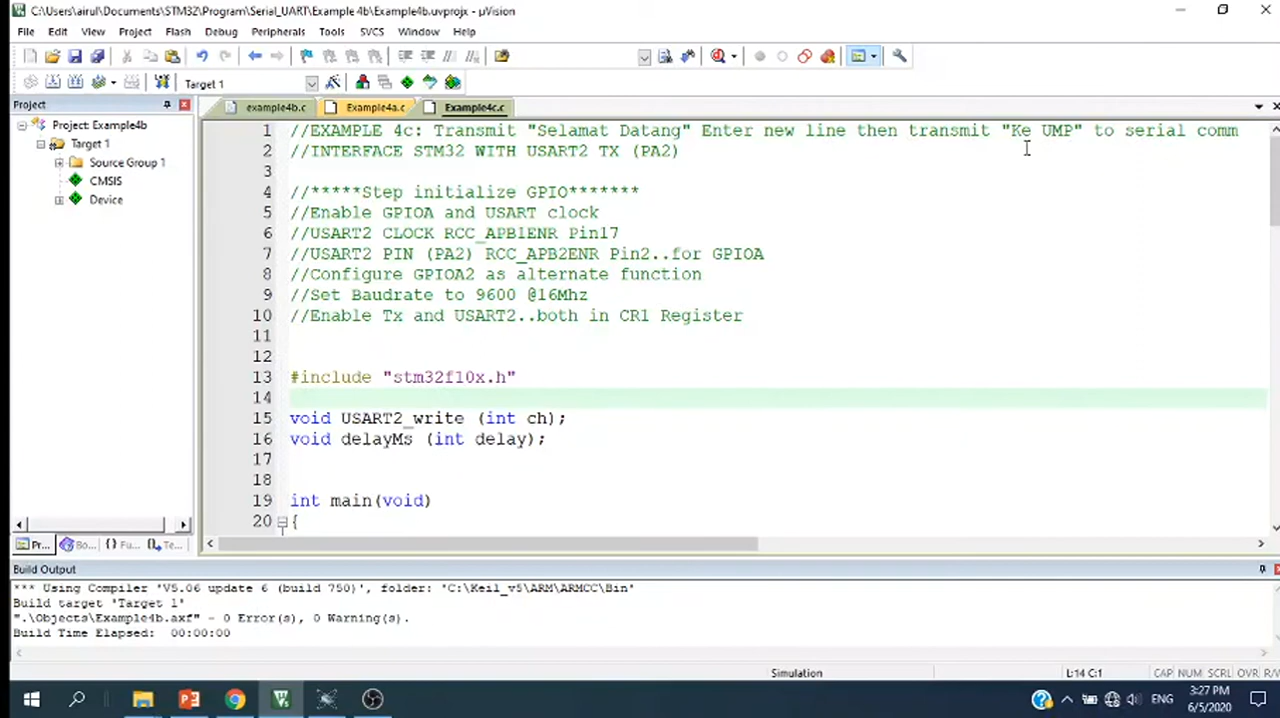 C:\Users\airul\Documents\STM32\Program\Serial_UART\Example 4b\Example4b.uvprojx - µVision
File Edit View Project Flash Debug Peripherals Tools SVCS Window Help
Target 1
Project
example4b.c Example4a.c Example4c.c
Project: Example4b
Target 1
Source Group 1
CMSIS
Device
1 //EXAMPLE 4c: Transmit "Selamat Datang" Enter new line then transmit "Ke UMP" to serial comm
2 //INTERFACE STM32 WITH USART2 TX (PA2)
3
4 //*****Step initialize GPIO*******
5 //Enable GPIOA and USART clock
6 //USART2 CLOCK RCC_APB1ENR Pin17
7 //USART2 PIN (PA2) RCC_APB2ENR Pin2..for GPIOA
8 //Configure GPIOA2 as alternate function
9 //Set Baudrate to 9600 @16Mhz
10 //Enable Tx and USART2..both in CR1 Register
11
12
13 #include "stm32f10x.h"
14
15 void USART2_write (int ch);
16 void delayMs (int delay);
17
18
19 int main(void)
20 {
Pr... Bo... {} Fu... Te...
Build Output
*** Using Compiler 'V5.06 update 6 (build 750)', folder: 'C:\Keil_v5\ARM\ARMCC\Bin'
Build target 'Target 1'
".\Objects\Example4b.axf" - 0 Error(s), 0 Warning(s).
Build Time Elapsed: 00:00:00
Simulation L:14 C:1 CAP NUM SCRL OVR R/
ENG 3:27 PM
6/5/2020